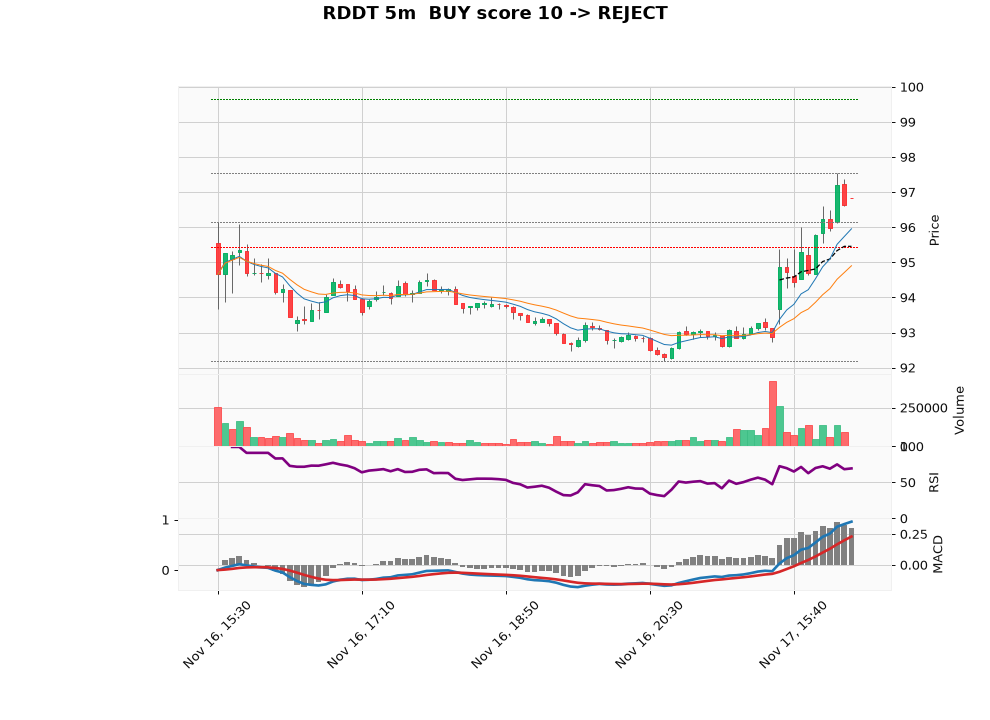 RDDT 5m  BUY score 10 -> REJECT
100
99
98
97
96
95
94
93
92
Price
250000
0
Volume
100
50
0
RSI
1
0
0.25
0.00
MACD
Nov 16, 15:30
Nov 16, 17:10
Nov 16, 18:50
Nov 16, 20:30
Nov 17, 15:40